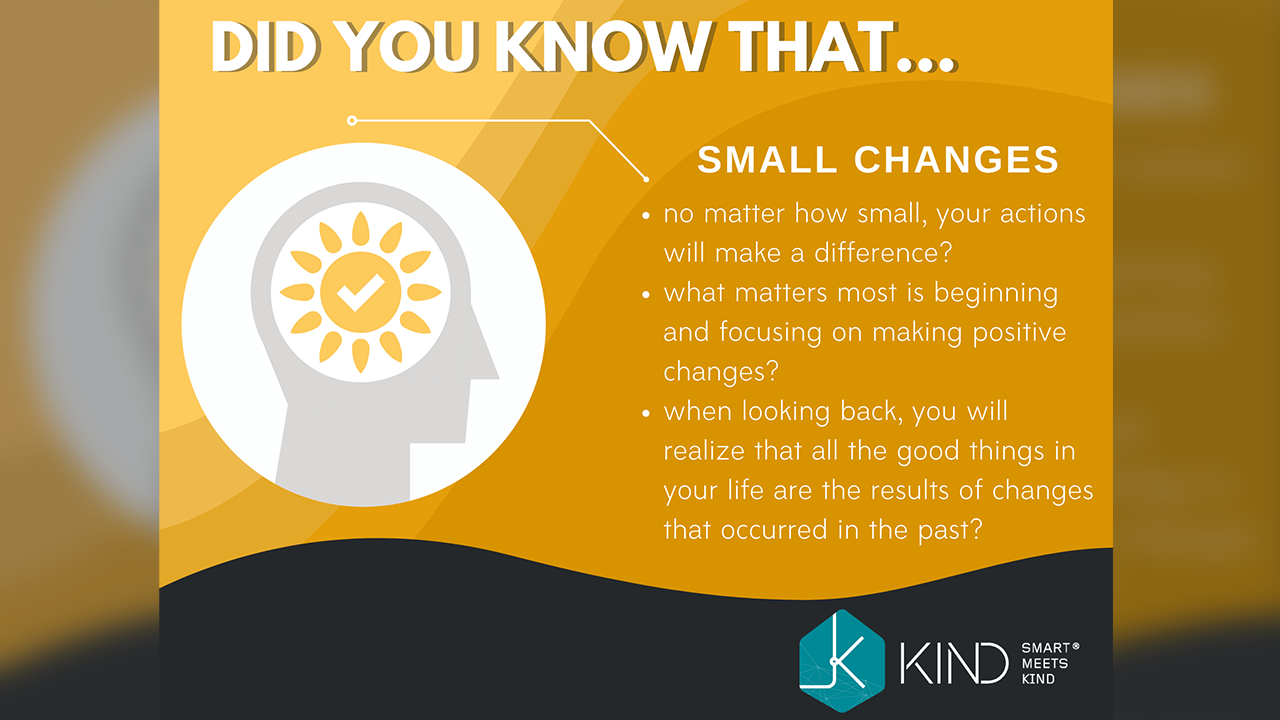 DID YOU KNOW THAT...
SMALL CHANGES
• no matter how small, your actions
will make a difference?
• what matters most is beginning
and focusing on making positive
changes?
• when looking back, you will
realize that all the good things in
your life are the results of changes
that occurred in the past?
KIND
SMART®
MEETS
KIND